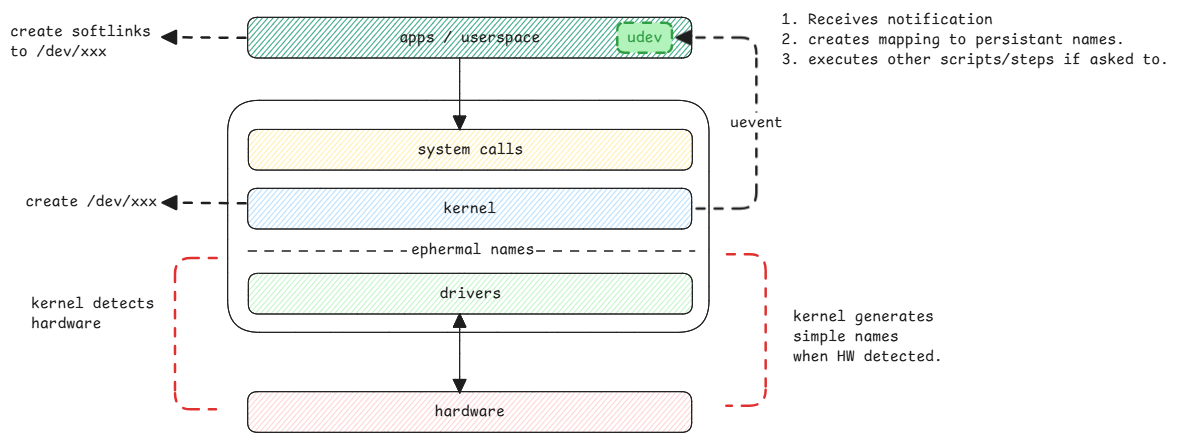 create softlinks
to /dev/xxx
apps / userspace
udev
1. Receives notification
2. creates mapping to persistant names.
3. executes other scripts/steps if asked to.
uevent
system calls
create /dev/xxx
kernel
ephermal names
drivers
kernel detects
hardware
kernel generates
simple names
when HW detected.
hardware